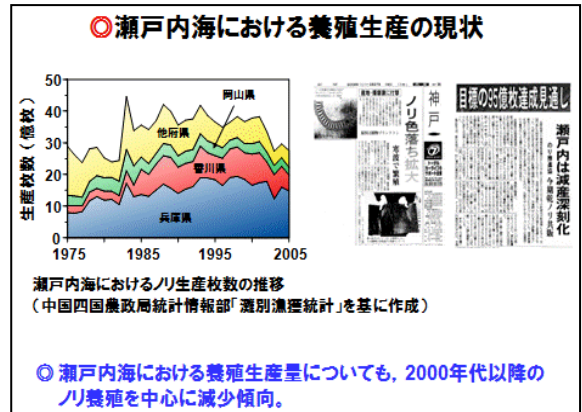 ◎瀬戸内海における養殖生産の現状
生産枚数(億枚)
50
40
30
20
10
0
1975
1985
1995
2005
岡山県
他府県
香川県
兵庫県
ノリ色落ち拡大
寒波で繁殖
神戸
目標の95億枚達成見通し
瀬戸内は減産深刻化
瀬戸内海におけるノリ生産枚数の推移
(中国四国農政局統計情報部「灘別漁獲統計」を基に作成)
◎ 瀬戸内海における養殖生産量についても, 2000年代以降の
ノリ養殖を中心に減少傾向。